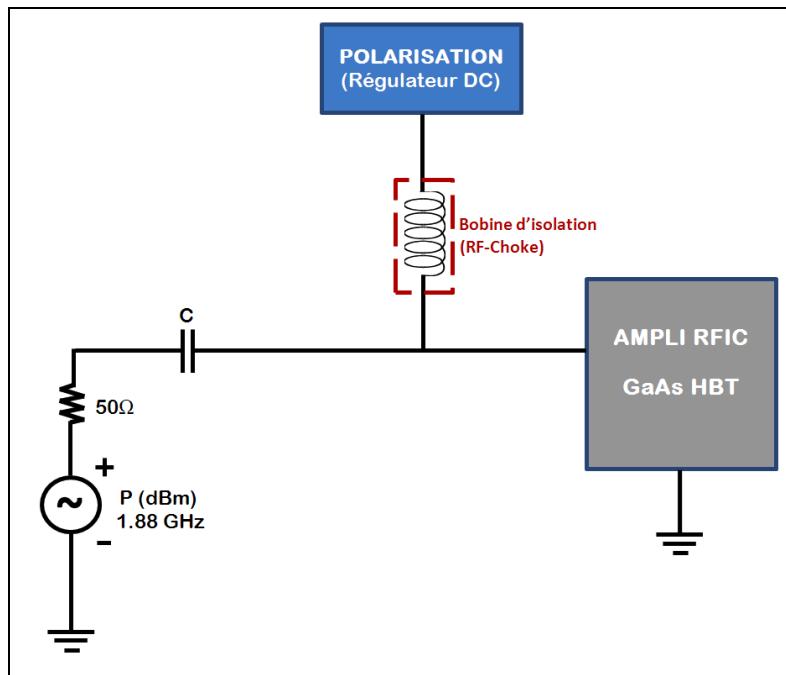 POLARISATION
(Régulateur DC)
Bobine d'isolation
(RF-Choke)
C
AMPLI RFIC
GaAs HBT
50Ω
+
~
P (dBm)
1.88 GHz
-